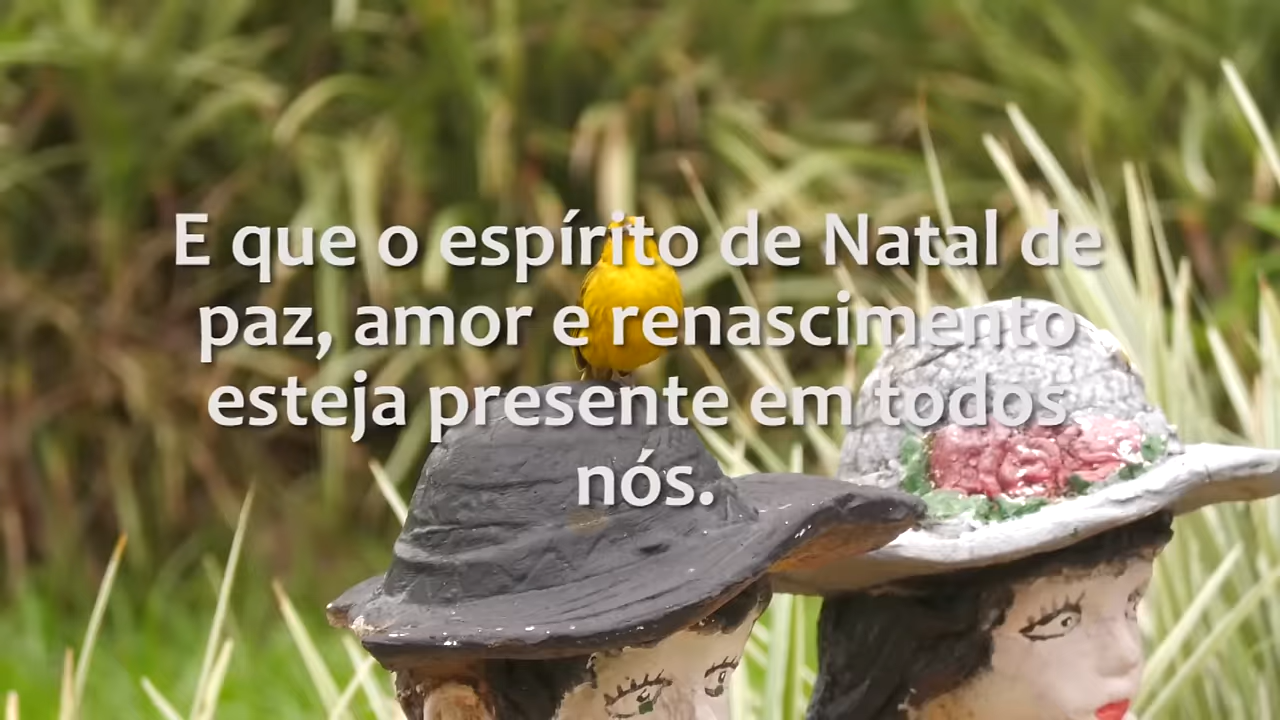 E que o espírito de Natal de
paz, amor e renascimento
esteja presente em todos
nós.